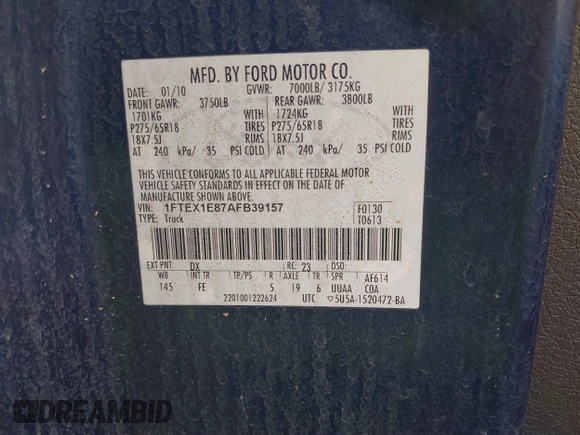 MFD. BY FORD MOTOR CO.
DATE: 01/10 GVWR: 7000LB/ 3175KG
FRONT GAWR: 3750LB REAR GAWR: 3800LB
1701KG WITH 1724KG WITH
P275/65R18 TIRES P275/65R18 TIRES
18X7.5J RIMS 18X7.5J RIMS
AT 240 kPa/ 35 PSI COLD AT 240 kPa/ 35 PSI COLD
THIS VEHICLE CONFORMS TO ALL APPLICABLE FEDERAL MOTOR
VEHICLE SAFETY STANDARDS IN EFFECT ON THE DATE OF
MANUFACTURE SHOWN ABOVE.
VIN: 1FTEX1E87AFB39157 F0130
TYPE: Truck T0613
EXT PNT: DX RC: 23 DSO:
WB INT TR TP/PS R AXLE TR SPR AF614
145 FE 5 19 6 UUAA COA
2201001222624 UTC ▽5U5A-1520472-BA
DREAMBID